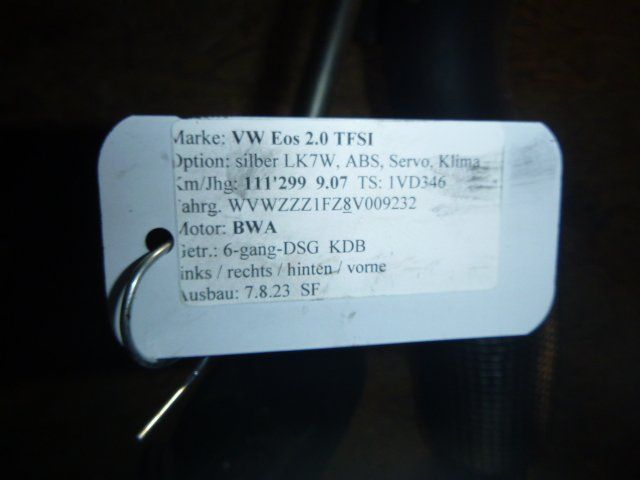 Marke: VW Eos 2.0 TFSI
Option: silber LK7W, ABS, Servo, Klima
Km/Jhg: 111'299 9.07 TS: 1VD346
Fahrg. WVWZZZ1FZ8V009232
Motor: BWA
Getr.: 6-gang-DSG KDB
links / rechts / hinten / vorne
Ausbau: 7.8.23 SF